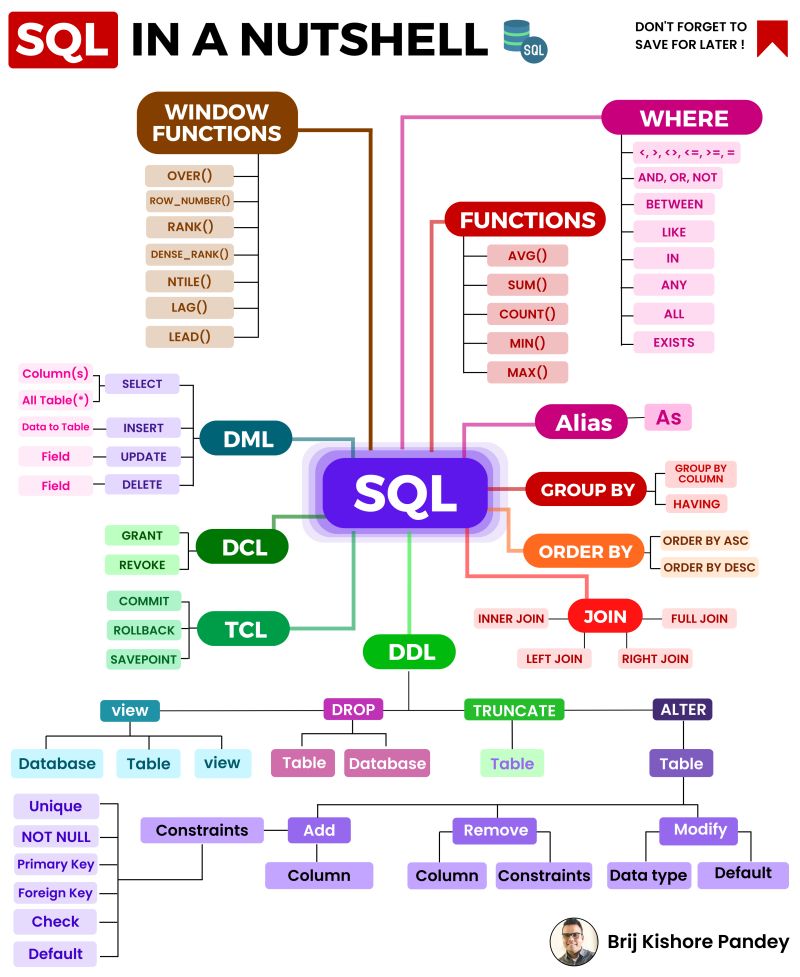 SQL IN A NUTSHELL
SQL
DON'T FORGET TO
SAVE FOR LATER !
WINDOW
FUNCTIONS
OVER()
ROW_NUMBER()
RANK()
DENSE_RANK()
NTILE()
LAG()
LEAD()
WHERE
<, >, <>, <=, >=, =
AND, OR, NOT
BETWEEN
LIKE
IN
ANY
ALL
EXISTS
FUNCTIONS
AVG()
SUM()
COUNT()
MIN()
MAX()
Column(s)
All Table(*)
SELECT
Data to Table
INSERT
Field
UPDATE
Field
DELETE
DML
Alias
As
SQL
GROUP BY
GROUP BY
COLUMN
HAVING
GRANT
REVOKE
DCL
ORDER BY
ORDER BY ASC
ORDER BY DESC
COMMIT
ROLLBACK
SAVEPOINT
TCL
JOIN
INNER JOIN
FULL JOIN
LEFT JOIN
RIGHT JOIN
DDL
view
DROP
TRUNCATE
ALTER
Database
Table
view
Table
Database
Table
Table
Unique
NOT NULL
Primary Key
Foreign Key
Check
Default
Constraints
Add
Column
Remove
Column
Constraints
Modify
Data type
Default
Brij Kishore Pandey